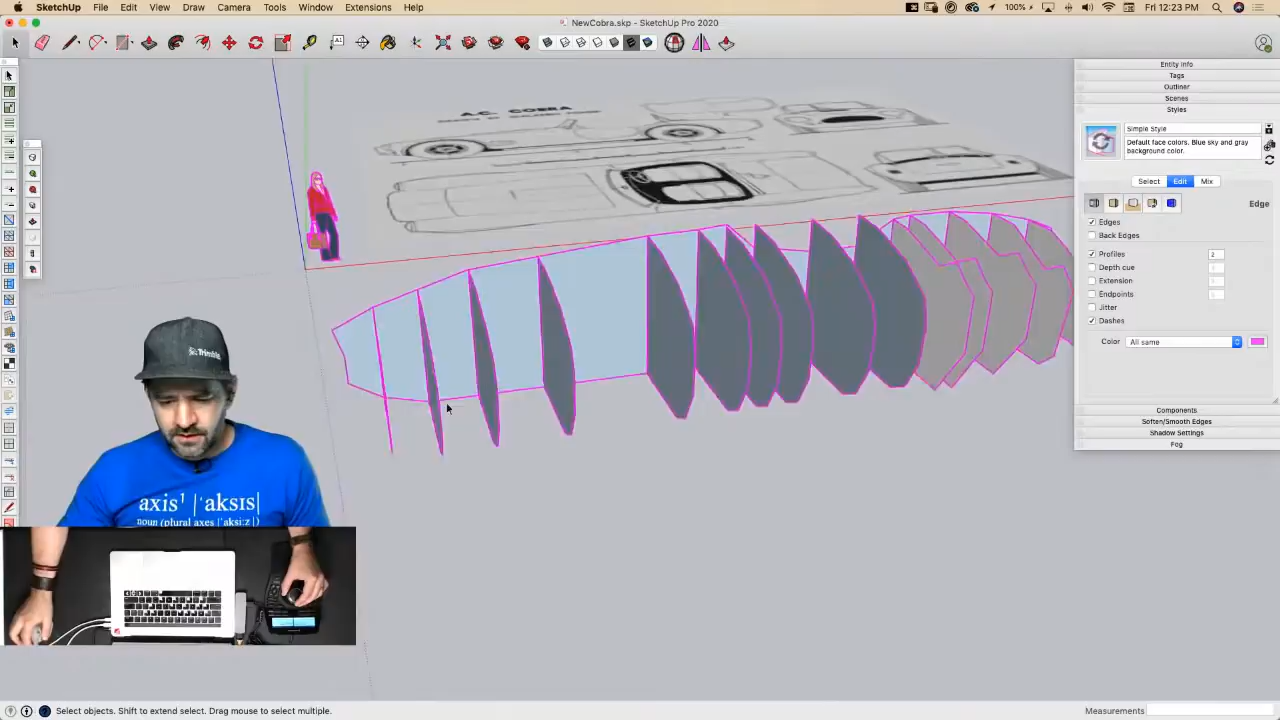 SketchUp File Edit View Draw Camera Tools Window Extensions Help
100% Fri 12:23 PM
NewCobra.skp - SketchUp Pro 2020
Entity Info
Tags
Outliner
Scenes
Styles
Simple Style
Default face colors. Blue sky and gray
background color.
Select Edit Mix
Edge
Edges
Back Edges
Profiles 2
Depth cue
Extension
Endpoints
Jitter
Dashes
Color All same
Components
Soften/Smooth Edges
Shadow Settings
Fog
A.C. COBRA
Trimble
axis¹ |ˈaksɪs|
noun (plural axes |ˈakˌsiːz|)
Select objects. Shift to extend select. Drag mouse to select multiple.
Measurements